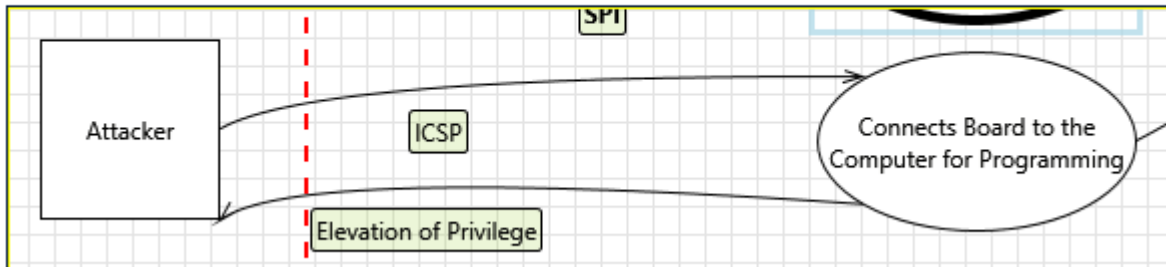 SPI
Attacker
ICSP
Connects Board to the
Computer for Programming
Elevation of Privilege